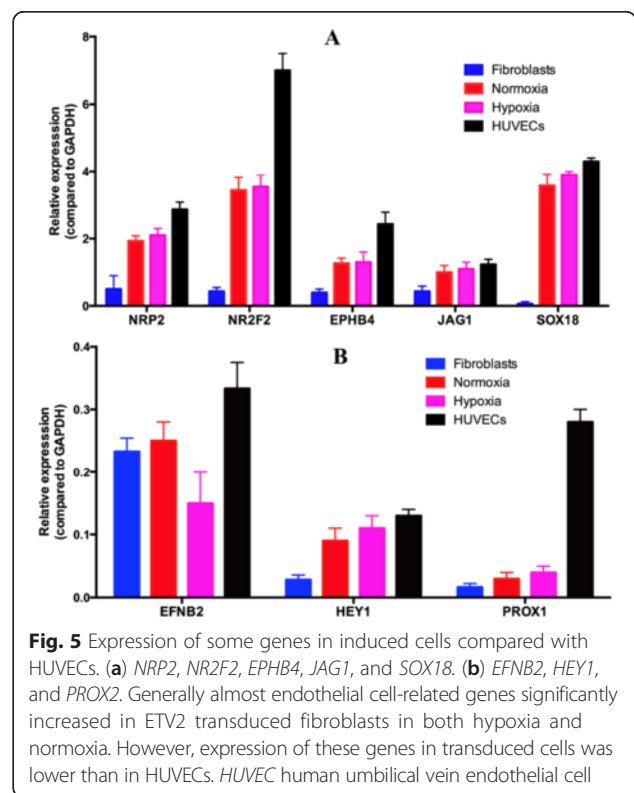 A
Relative expresssion
(compared to GAPDH)
8
6
4
2
0
Fibroblasts
Normoxia
Hypoxia
HUVECs
NRP2 NR2F2 EPHB4 JAG1 SOX18
B
Relative expresssion
(compared to GAPDH)
0.4
0.3
0.2
0.1
0.0
Fibroblasts
Normoxia
Hypoxia
HUVECs
EFNB2 HEY1 PROX1
Fig. 5 Expression of some genes in induced cells compared with
HUVECs. (a) NRP2, NR2F2, EPHB4, JAG1, and SOX18. (b) EFNB2, HEY1,
and PROX2. Generally almost endothelial cell-related genes significantly
increased in ETV2 transduced fibroblasts in both hypoxia and
normoxia. However, expression of these genes in transduced cells was
lower than in HUVECs. HUVEC human umbilical vein endothelial cell